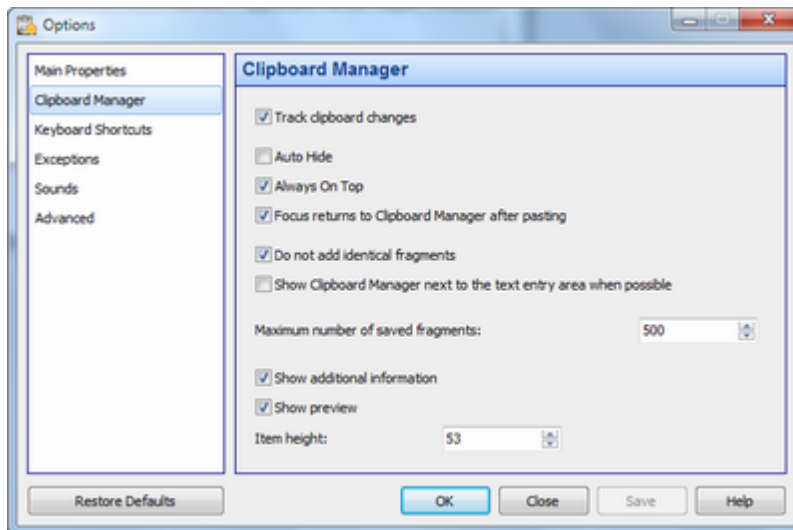 Options
Main Properties
Clipboard Manager
Keyboard Shortcuts
Exceptions
Sounds
Advanced
Clipboard Manager
Track clipboard changes
Auto Hide
Always On Top
Focus returns to Clipboard Manager after pasting
Do not add identical fragments
Show Clipboard Manager next to the text entry area when possible
Maximum number of saved fragments: 500
Show additional information
Show preview
Item height: 53
Restore Defaults OK Close Save Help